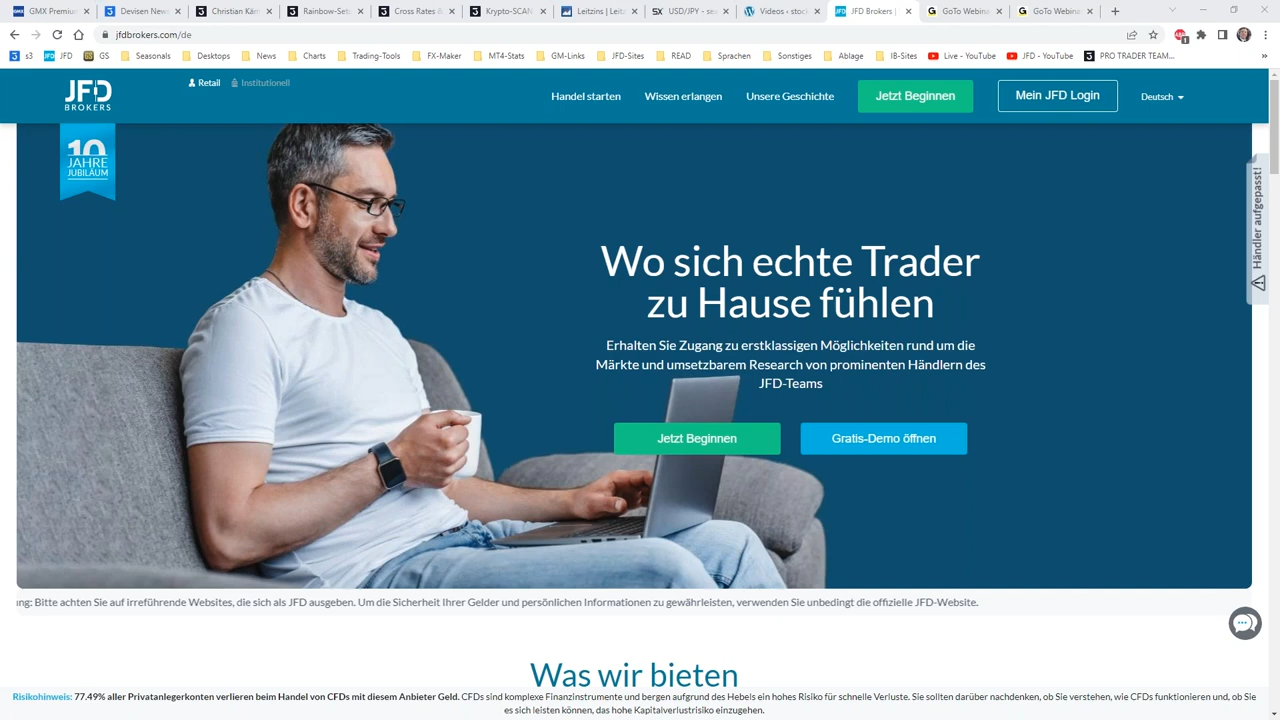 GMX Premium
Devisen News
Christian Käm
Rainbow-Set
Cross Rates &
Krypto-SCAN
Leitzins | Leit
USD/JPY - sea
Videos ‹ stoc
JFD Brokers |
GoTo Webina
GoTo Webina
jfdbrokers.com/de
s3
JFD
GS
Seasonals
Desktops
News
Charts
Trading-Tools
FX-Maker
MT4-Stats
GM-Links
JFD-Sites
READ
Sprachen
Sonstiges
Ablage
IB-Sites
Live - YouTube
JFD - YouTube
PRO TRADER TEAM...
JFD
BROKERS
Retail
Institutionell
Handel starten
Wissen erlangen
Unsere Geschichte
Jetzt Beginnen
Mein JFD Login
Deutsch
10
JAHRE
JUBILÄUM
Händler aufgepasst!
Wo sich echte Trader
zu Hause fühlen
Erhalten Sie Zugang zu erstklassigen Möglichkeiten rund um die
Märkte und umsetzbarem Research von prominenten Händlern des
JFD-Teams
Jetzt Beginnen
Gratis-Demo öffnen
ung: Bitte achten Sie auf irreführende Websites, die sich als JFD ausgeben. Um die Sicherheit Ihrer Gelder und persönlichen Informationen zu gewährleisten, verwenden Sie unbedingt die offizielle JFD-Website.
Was wir bieten
Risikohinweis: 77.49% aller Privatanlegerkonten verlieren beim Handel von CFDs mit diesem Anbieter Geld. CFDs sind komplexe Finanzinstrumente und bergen aufgrund des Hebels ein hohes Risiko für schnelle Verluste. Sie sollten darüber nachdenken, ob Sie verstehen, wie CFDs funktionieren und, ob Sie
es sich leisten können, das hohe Kapitalverlustrisiko einzugehen.